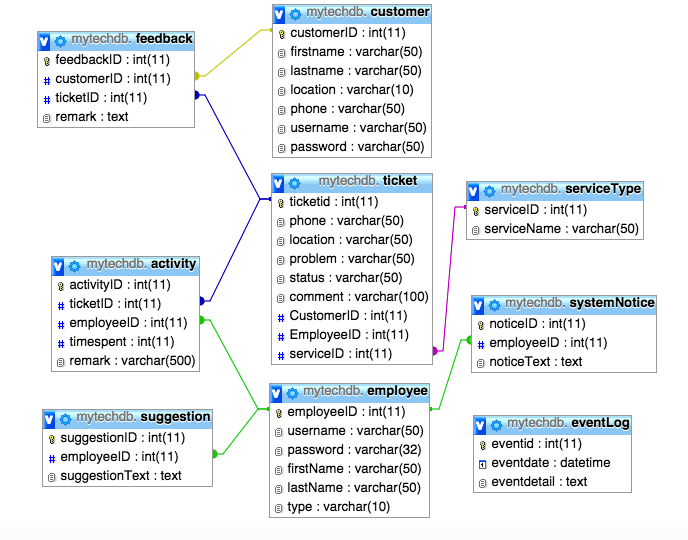 mytechdb. customer
customerID : int(11)
firstname : varchar(50)
lastname : varchar(50)
location : varchar(10)
phone : varchar(50)
username : varchar(50)
password : varchar(50)
mytechdb. feedback
feedbackID : int(11)
customerID : int(11)
ticketID : int(11)
remark : text
mytechdb. ticket
ticketid : int(11)
phone : varchar(50)
location : varchar(50)
problem : varchar(50)
status : varchar(50)
comment : varchar(100)
CustomerID : int(11)
EmployeeID : int(11)
serviceID : int(11)
mytechdb. serviceType
serviceID : int(11)
serviceName : varchar(50)
mytechdb. activity
activityID : int(11)
ticketID : int(11)
employeeID : int(11)
timespent : int(11)
remark : varchar(500)
mytechdb. systemNotice
noticeID : int(11)
employeeID : int(11)
noticeText : text
mytechdb. employee
employeeID : int(11)
username : varchar(50)
password : varchar(32)
firstName : varchar(50)
lastName : varchar(50)
type : varchar(10)
mytechdb. suggestion
suggestionID : int(11)
employeeID : int(11)
suggestionText : text
mytechdb. eventLog
eventid : int(11)
eventdate : datetime
eventdetail : text